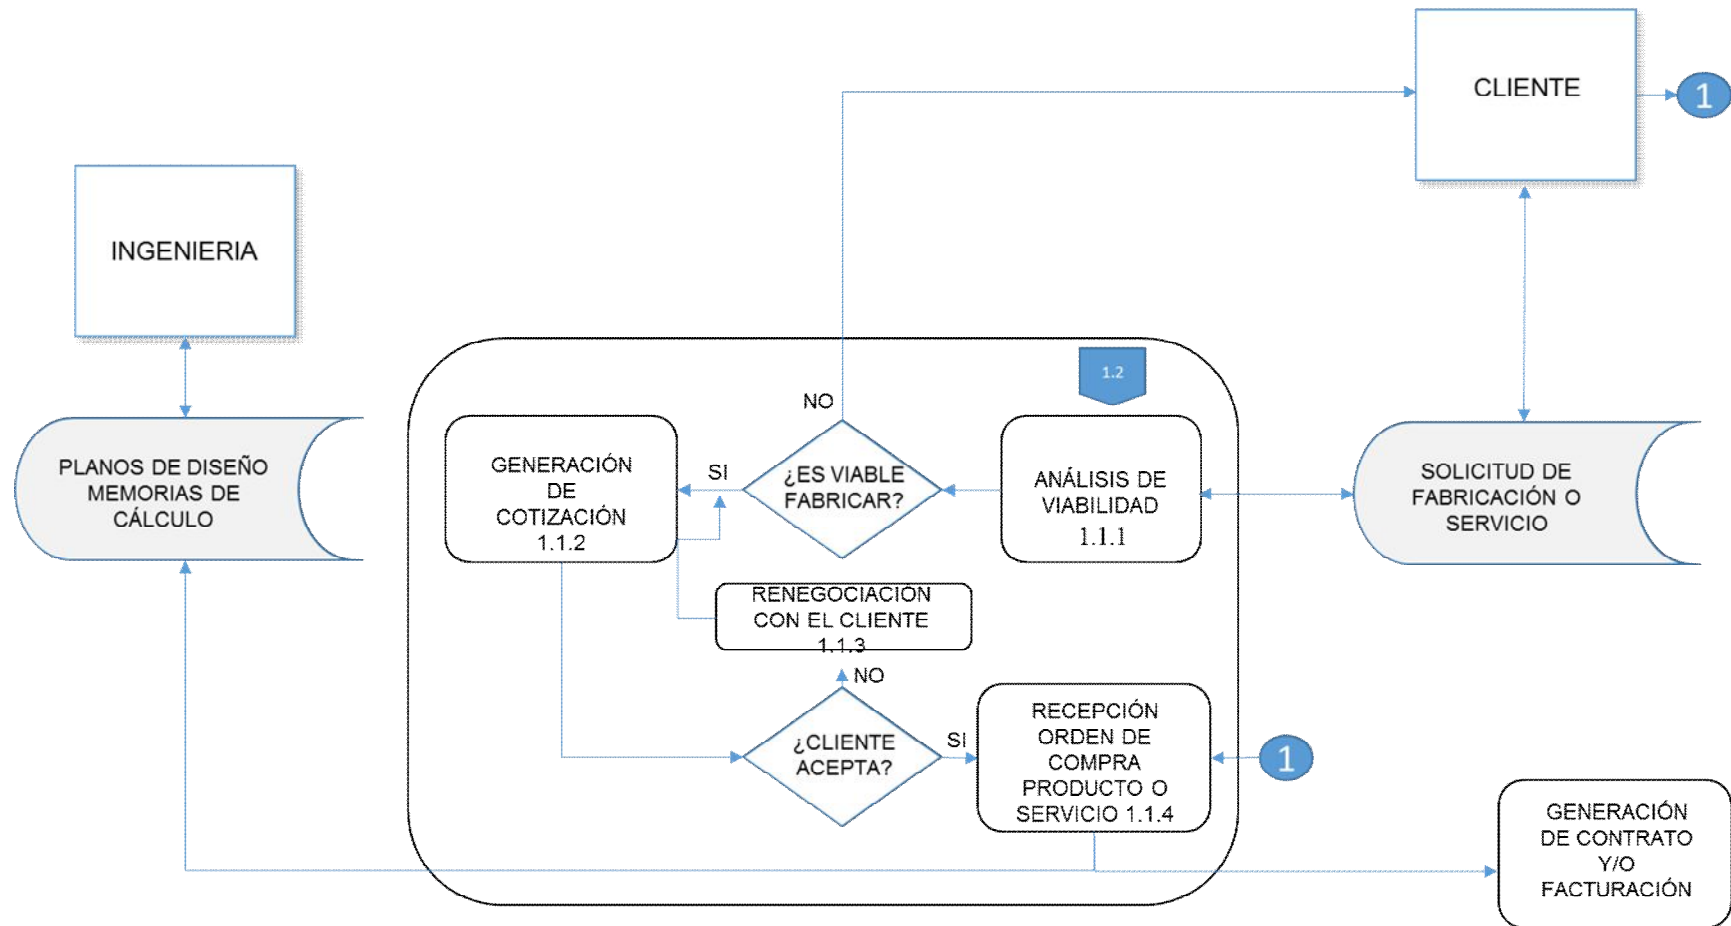 CLIENTE
1
INGENIERIA
1.2
NO
PLANOS DE DISEÑO
MEMORIAS DE
CÁLCULO
GENERACIÓN
DE
COTIZACIÓN
1.1.2
SI
¿ES VIABLE
FABRICAR?
ANÁLISIS DE
VIABILIDAD
1.1.1
SOLICITUD DE
FABRICACIÓN O
SERVICIO
RENEGOCIACIÓN
CON EL CLIENTE
1.1.3
NO
¿CLIENTE
ACEPTA?
SI
RECEPCIÓN
ORDEN DE
COMPRA
PRODUCTO O
SERVICIO 1.1.4
1
GENERACIÓN
DE CONTRATO
Y/O
FACTURACIÓN